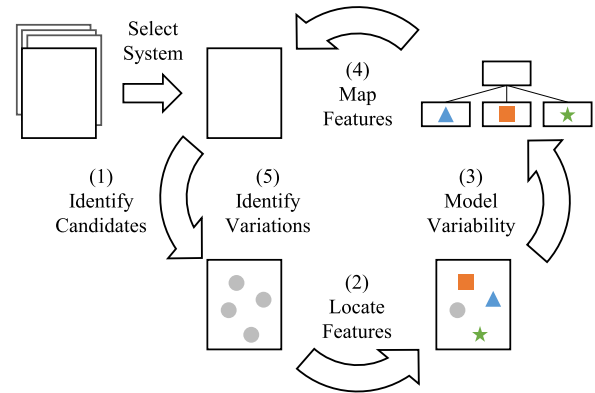 Select
System
(4)
Map
Features
(1)
Identify
Candidates
(5)
Identify
Variations
(3)
Model
Variability
(2)
Locate
Features